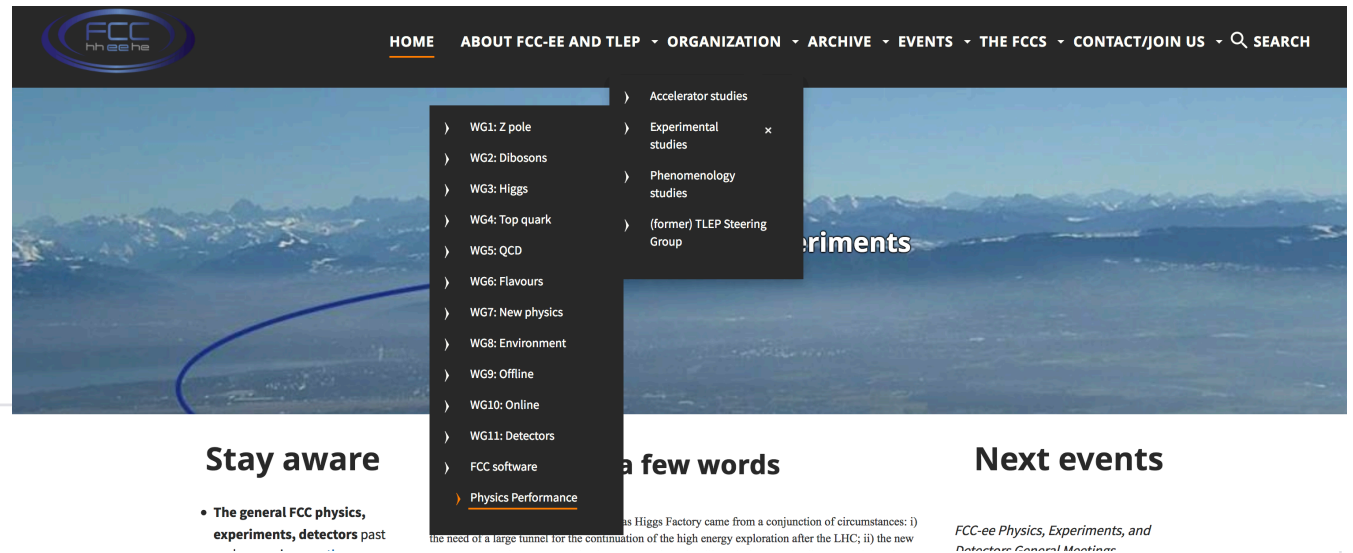 FCC
hh ee he
HOME
ABOUT FCC-EE AND TLEP
ORGANIZATION
ARCHIVE
EVENTS
THE FCCS
CONTACT/JOIN US
SEARCH
Accelerator studies
Experimental
studies
×
Phenomenology
studies
(former) TLEP Steering
Group
WG1: Z pole
WG2: Dibosons
WG3: Higgs
WG4: Top quark
WG5: QCD
WG6: Flavours
WG7: New physics
WG8: Environment
WG9: Offline
WG10: Online
WG11: Detectors
FCC software
Physics Performance
eriments
Stay aware
The general FCC physics,
experiments, detectors past
a few words
as Higgs Factory came from a conjunction of circumstances: i)
the need of a large tunnel for the continuation of the high energy exploration after the LHC; ii) the new
Next events
FCC-ee Physics, Experiments, and
Detectors General Meetings